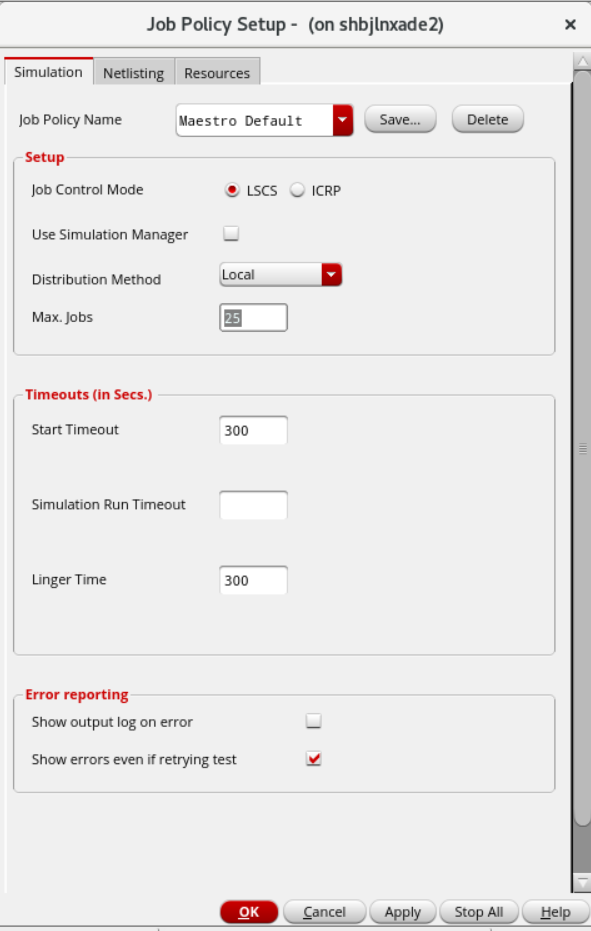 Job Policy Setup -  (on shbjlnxade2)
Simulation Netlisting Resources
Job Policy Name Maestro Default Save... Delete
Setup
Job Control Mode LSCS ICRP
Use Simulation Manager
Distribution Method Local
Max. Jobs 25
Timeouts (in Secs.)
Start Timeout 300
Simulation Run Timeout
Linger Time 300
Error reporting
Show output log on error
Show errors even if retrying test
OK Cancel Apply Stop All Help